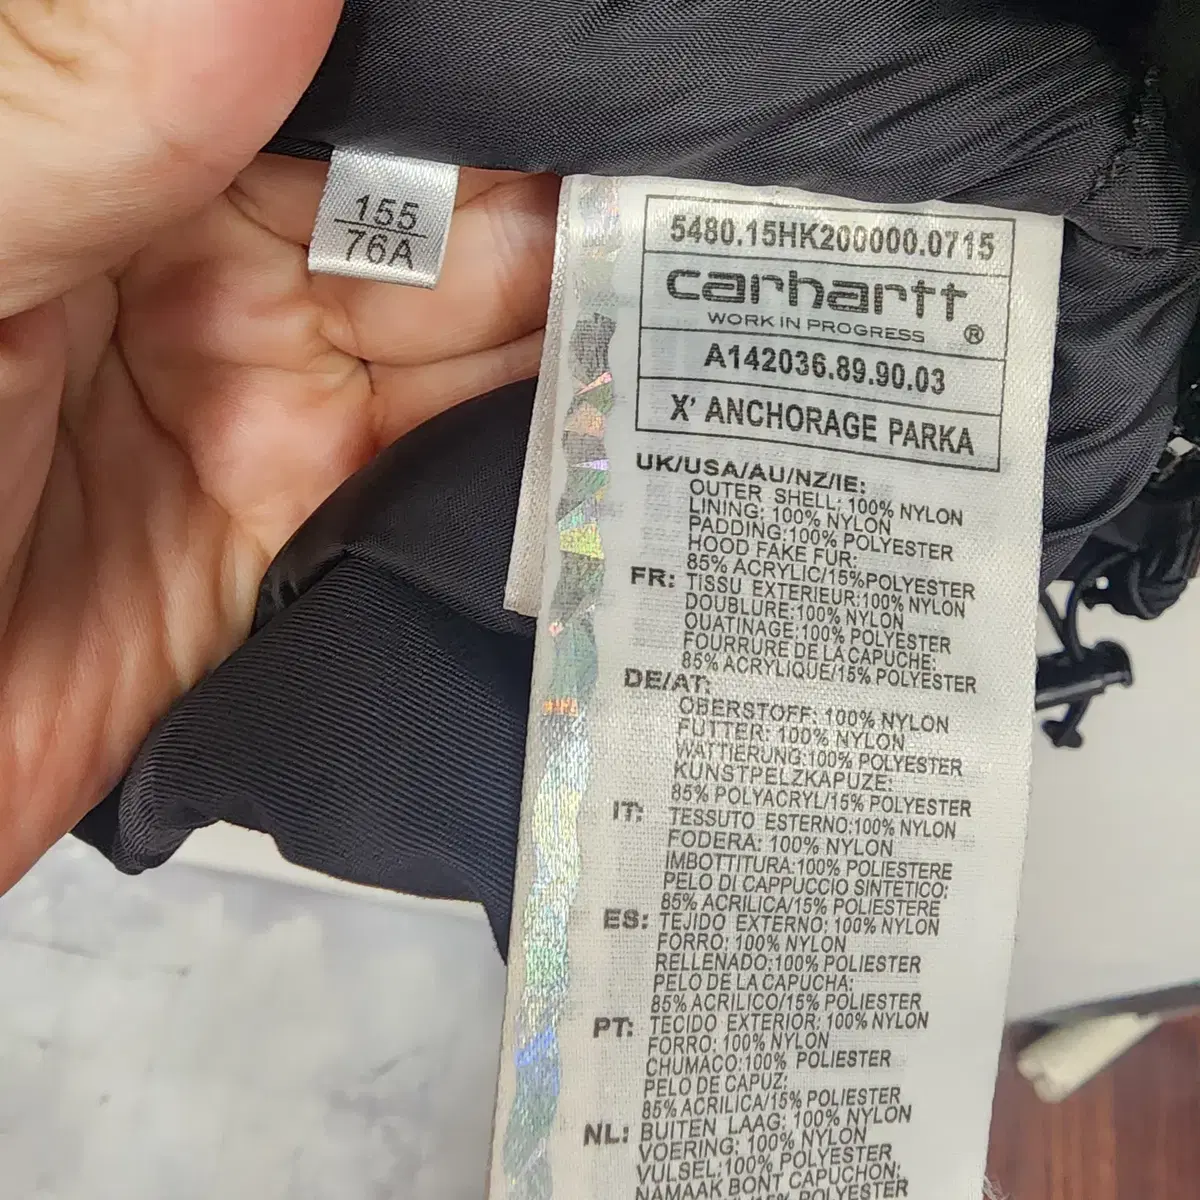 155
76A
5480.15HK200000.0715
carhartt
WORK IN PROGRESS ®
A142036.89.90.03
X' ANCHORAGE PARKA
UK/USA/AU/NZ/IE:
OUTER SHELL: 100% NYLON
LINING: 100% NYLON
PADDING:100% POLYESTER
HOOD FAKE FUR:
85% ACRYLIC/15%POLYESTER
FR: TISSU EXTERIEUR:100% NYLON
DOUBLURE:100% NYLON
OUATINAGE:100% POLYESTER
FOURRURE DE LA CAPUCHE:
85% ACRYLIQUE/15% POLYESTER
DE/AT:
OBERSTOFF: 100% NYLON
FUTTER: 100% NYLON
WATTIERUNG:100% POLYESTER
KUNSTPELZKAPUZE:
85% POLYACRYL/15% POLYESTER
IT: TESSUTO ESTERNO:100% NYLON
FODERA: 100% NYLON
IMBOTTITURA:100% POLIESTERE
PELO DI CAPPUCCIO SINTETICO:
85% ACRILICA/15% POLIESTERE
ES: TEJIDO EXTERNO: 100% NYLON
FORRO: 100% NYLON
RELLENADO:100% POLIESTER
PELO DE LA CAPUCHA:
85% ACRILICO/15% POLIESTER
PT: TECIDO EXTERIOR: 100% NYLON
FORRO: 100% NYLON
CHUMACO:100% POLIESTER
PELO DE CAPUZ:
85% ACRILICA/15% POLYESTER
NL: BUITEN LAAG: 100% NYLON
VOERING: 100% NYLON
VULSEL:100% POLYESTER
NAMAAK BONT CAPUCHON:
POLYESTER